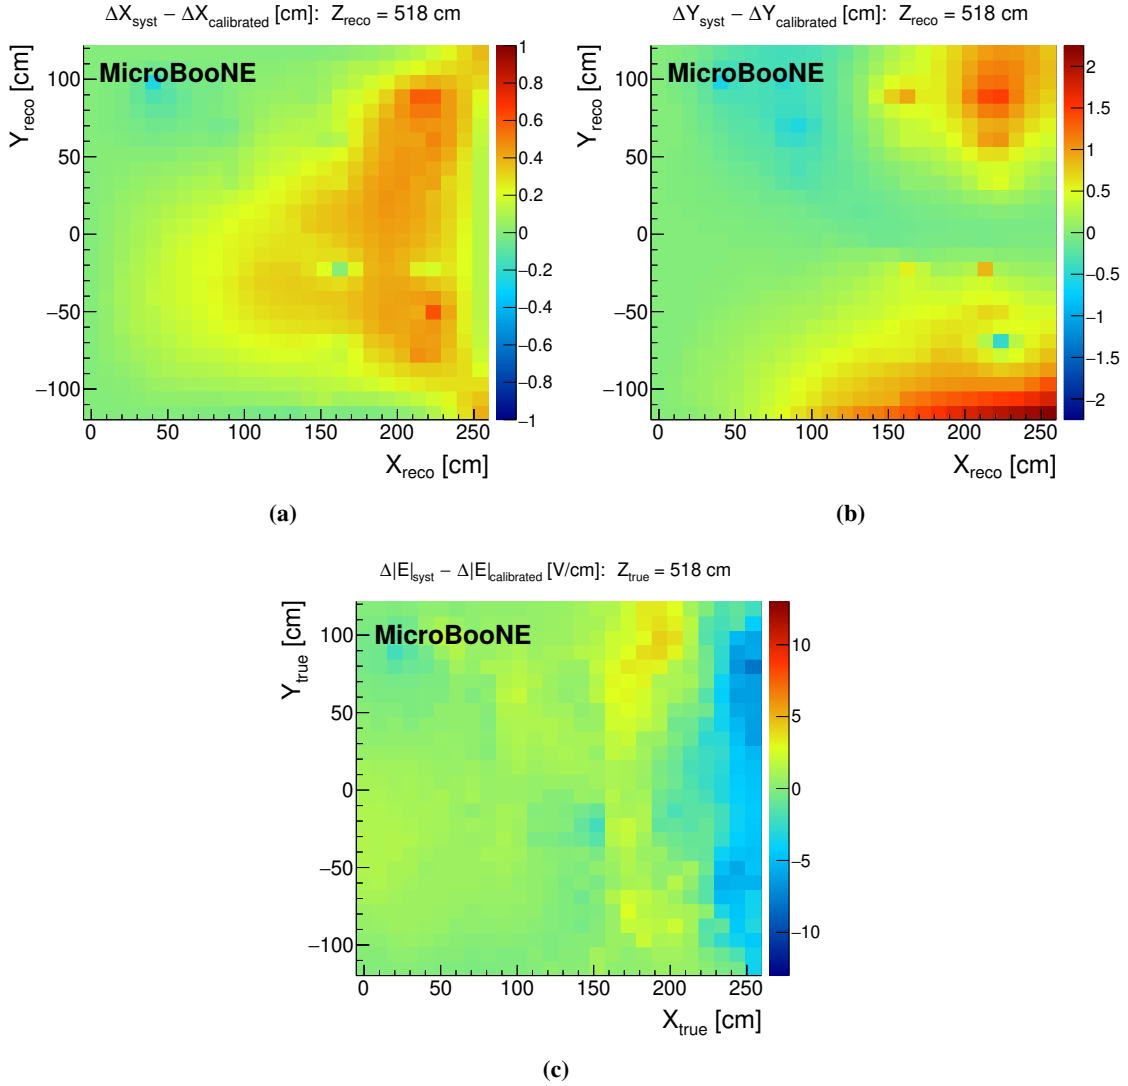 ΔX_syst − ΔX_calibrated [cm]: Z_reco = 518 cm
Y_reco [cm]
MicroBooNE
100
50
0
−50
−100
0 50 100 150 200 250
X_reco [cm]
1
0.8
0.6
0.4
0.2
0
−0.2
−0.4
−0.6
−0.8
−1
(a)
ΔY_syst − ΔY_calibrated [cm]: Z_reco = 518 cm
Y_reco [cm]
MicroBooNE
100
50
0
−50
−100
0 50 100 150 200 250
X_reco [cm]
2
1.5
1
0.5
0
−0.5
−1
−1.5
−2
(b)
Δ|E|_syst − Δ|E|_calibrated [V/cm]: Z_true = 518 cm
Y_true [cm]
MicroBooNE
100
50
0
−50
−100
0 50 100 150 200 250
X_true [cm]
10
5
0
−5
−10
(c)